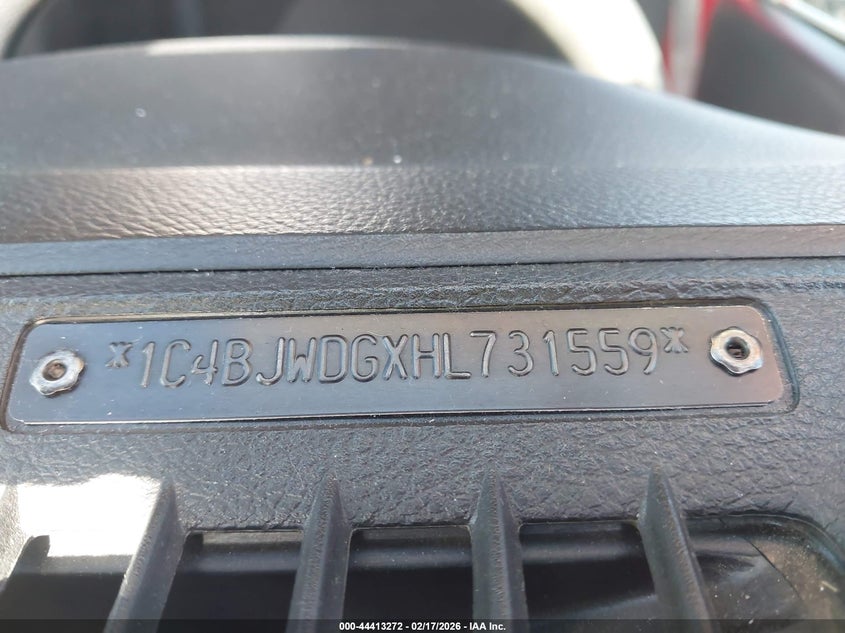 *1C4BJWDGXHL731559*
000-44413272 - 02/17/2026 - IAA Inc.